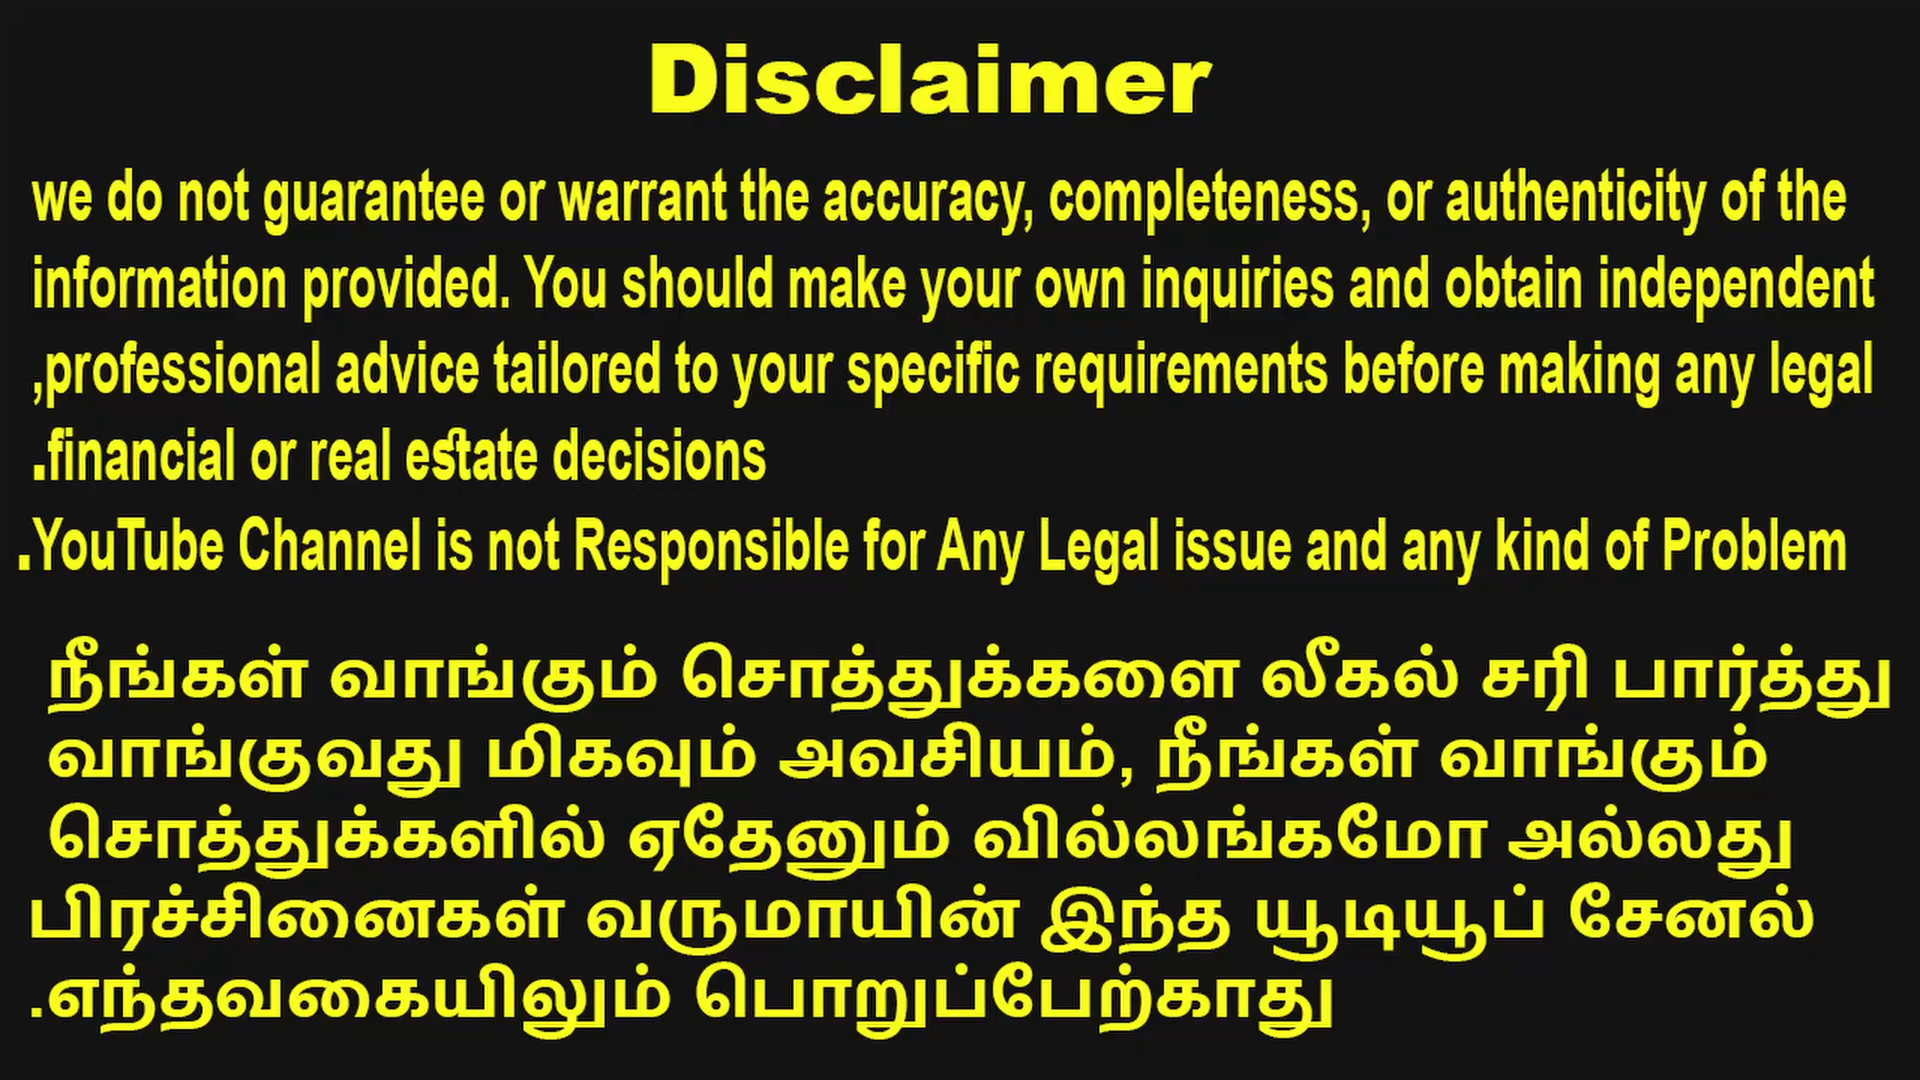 Disclaimer
we do not guarantee or warrant the accuracy, completeness, or authenticity of the
information provided. You should make your own inquiries and obtain independent
,professional advice tailored to your specific requirements before making any legal
.financial or real estate decisions
.YouTube Channel is not Responsible for Any Legal issue and any kind of Problem
நீங்கள் வாங்கும் சொத்துக்களை லீகல் சரி பார்த்து
வாங்குவது மிகவும் அவசியம், நீங்கள் வாங்கும்
சொத்துக்களில் ஏதேனும் வில்லங்கமோ அல்லது
பிரச்சினைகள் வருமாயின் இந்த யூடியூப் சேனல்
.எந்தவகையிலும் பொறுப்பேற்காது